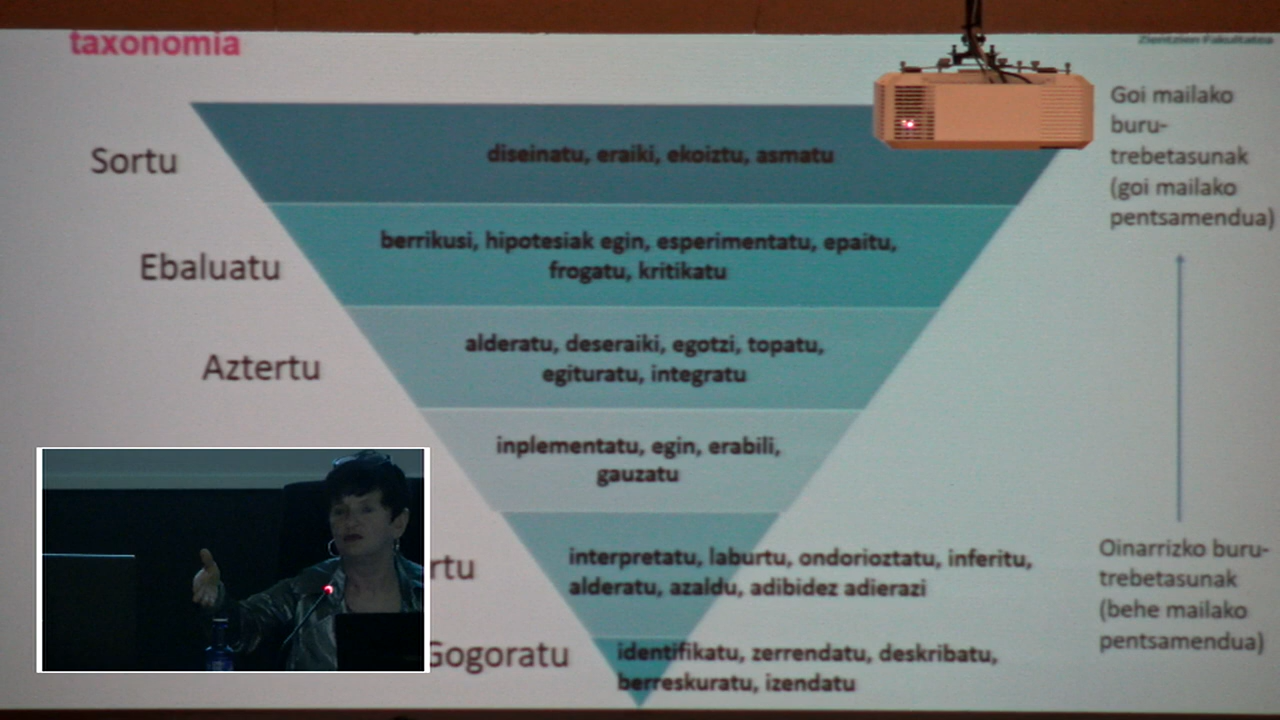 taxonomia
Zientzien Fakultatea
Sortu
diseinatu, eraiki, ekoiztu, asmatu
Goi mailako
buru-
trebetasunak
(goi mailako
pentsamendua)
Ebaluatu
berrikusi, hipotesiak egin, esperimentatu, epaitu,
frogatu, kritikatu
Aztertu
alderatu, deseraiki, egotzi, topatu,
egituratu, integratu
inplementatu, egin, erabili,
gauzatu
rtu
interpretatu, laburtu, ondorioztatu, inferitu,
alderatu, azaldu, adibidez adierazi
Oinarrizko buru-
trebetasunak
(behe mailako
pentsamendua)
Gogoratu
identifikatu, zerrendatu, deskribatu,
berreskuratu, izendatu